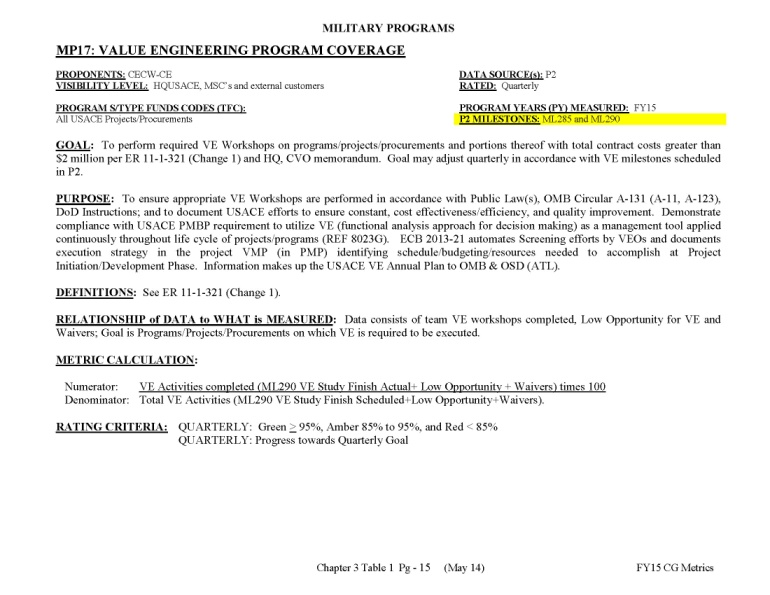 MILITARY PROGRAMS
MP17: VALUE ENGINEERING PROGRAM COVERAGE
PROPONENTS: CECW-CE
DATA SOURCE(s): P2
VISIBILITY LEVEL: HQUSACE, MSC's and external customers
RATED: Quarterly
PROGRAM S/TYPE FUNDS CODES (TFC):
PROGRAM YEARS (PY) MEASURED: FY15
All USACE Projects/Procurements
P2 MILESTONES: ML285 and ML290
GOAL: To perform required VE Workshops on programs/projects/procurements and portions thereof with total contract costs greater than
$2 million per ER 11-1-321 (Change 1) and HQ, CVO memorandum. Goal may adjust quarterly in accordance with VE milestones scheduled
in P2.
PURPOSE: To ensure appropriate VE Workshops are performed in accordance with Public Law(s), OMB Circular A-131 (A-11, A-123),
DoD Instructions; and to document USACE efforts to ensure constant, cost effectiveness/efficiency, and quality improvement. Demonstrate
compliance with USACE PMBP requirement to utilize VE (functional analysis approach for decision making) as a management tool applied
continuously throughout life cycle of projects/programs (REF 8023G). ECB 2013-21 automates Screening efforts by VEOs and documents
execution strategy in the project VMP (in PMP) identifying schedule/budgeting/resources needed to accomplish at Project
Initiation/Development Phase. Information makes up the USACE VE Annual Plan to OMB & OSD (ATL).
DEFINITIONS: See ER 11-1-321 (Change 1).
RELATIONSHIP of DATA to WHAT is MEASURED: Data consists of team VE workshops completed, Low Opportunity for VE and
Waivers; Goal is Programs/Projects/Procurements on which VE is required to be executed.
METRIC CALCULATION:
Numerator: VE Activities completed (ML290 VE Study Finish Actual+ Low Opportunity + Waivers) times 100
Denominator: Total VE Activities (ML290 VE Study Finish Scheduled+Low Opportunity+Waivers).
RATING CRITERIA: QUARTERLY: Green ≥ 95%, Amber 85% to 95%, and Red < 85%
QUARTERLY: Progress towards Quarterly Goal
Chapter 3 Table 1 Pg - 15 (May 14)
FY15 CG Metrics